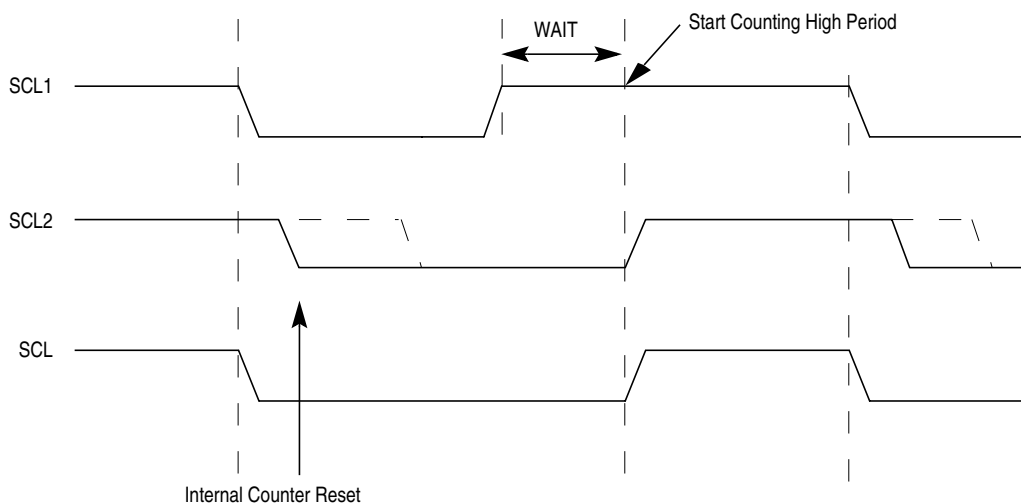 WAIT
Start Counting High Period
SCL1
SCL2
SCL
Internal Counter Reset